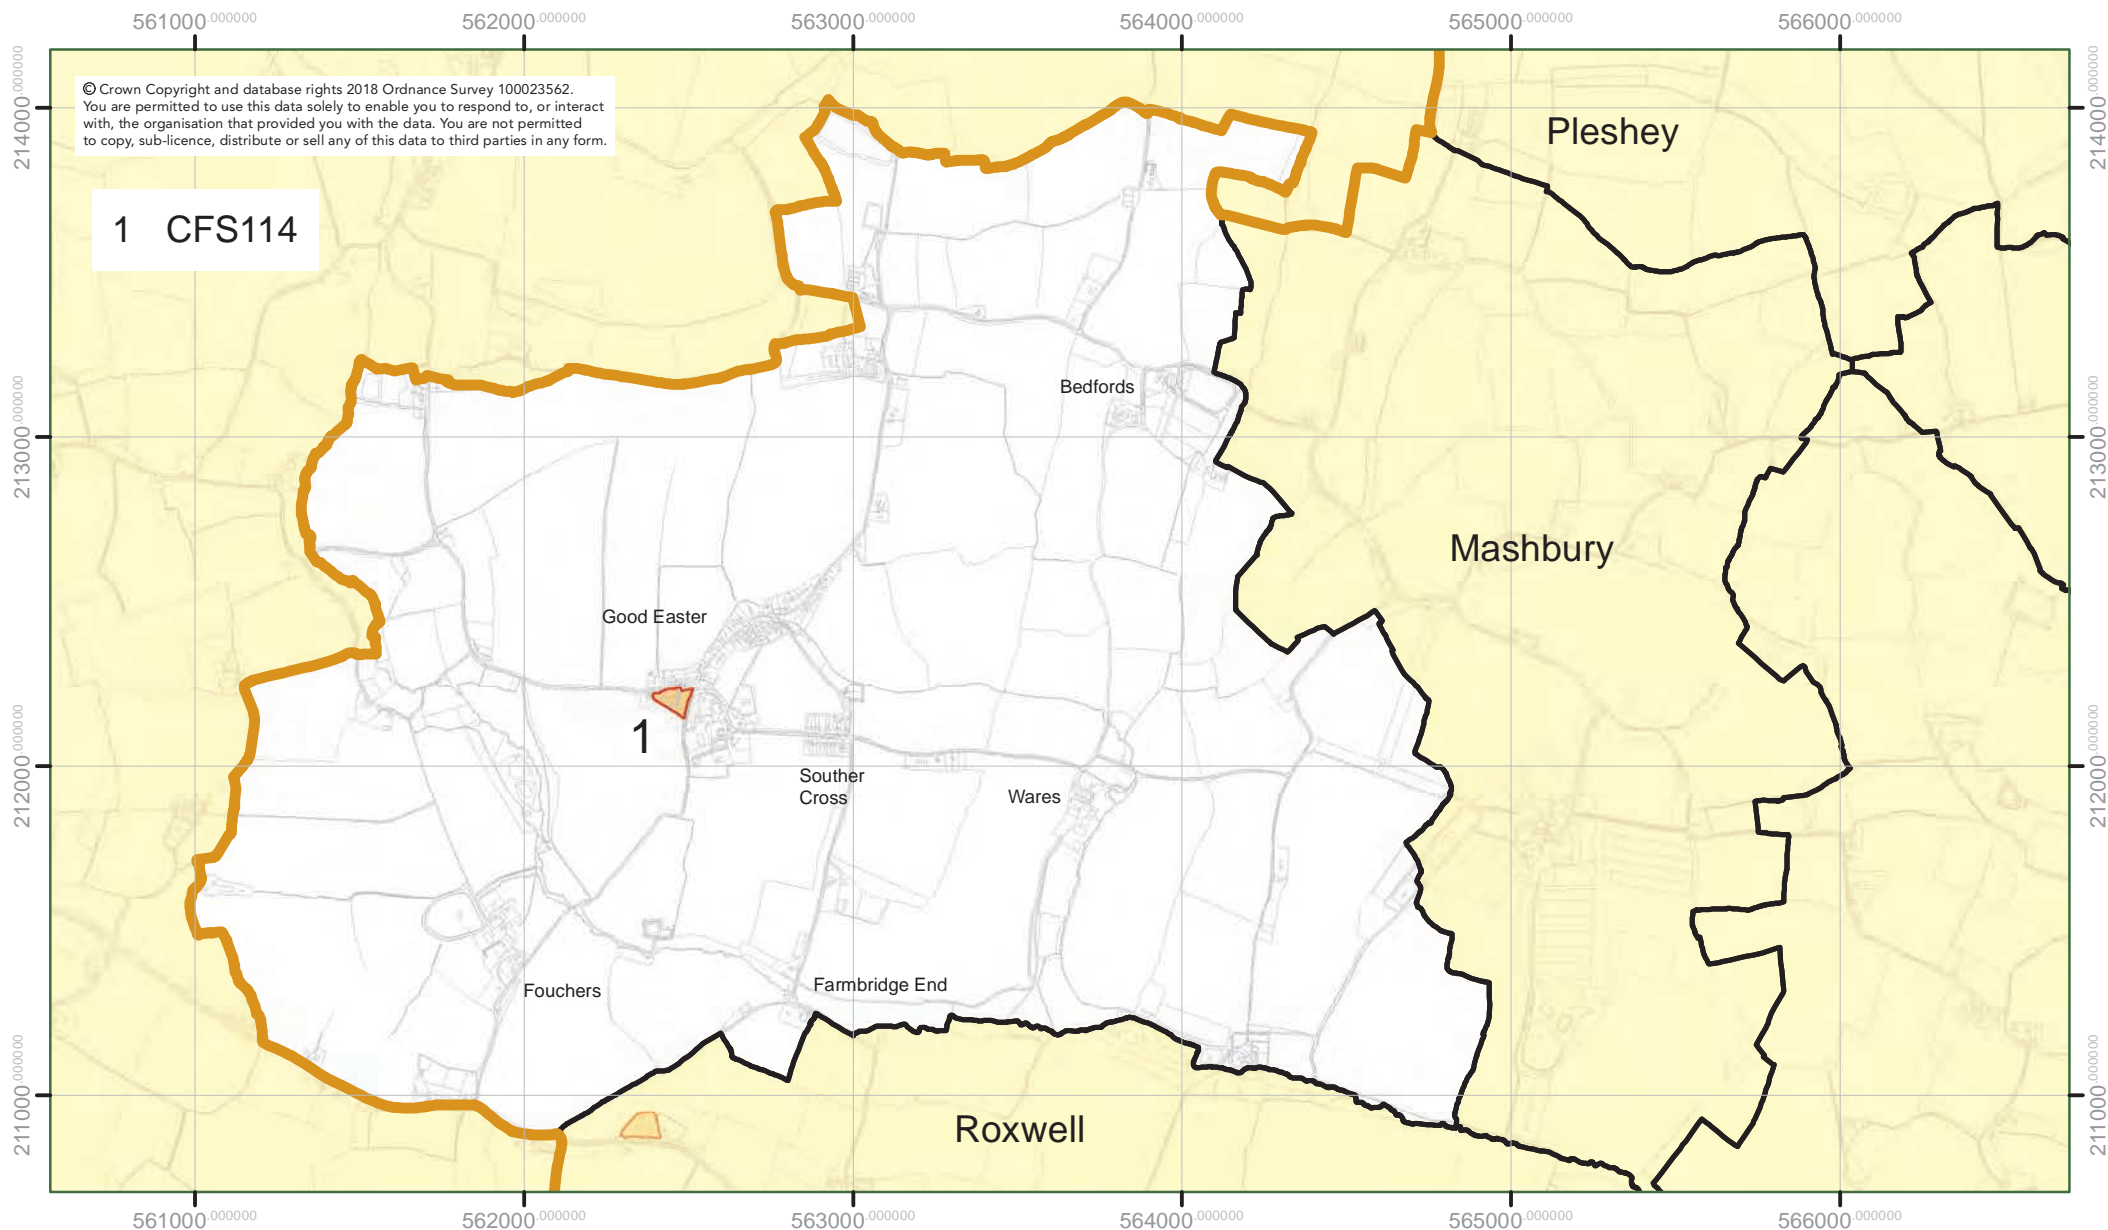 561000.000000 562000.000000 563000.000000 564000.000000 565000.000000 566000.000000
© Crown Copyright and database rights 2018 Ordnance Survey 100023562.
You are permitted to use this data solely to enable you to respond to, or interact
with, the organisation that provided you with the data. You are not permitted
to copy, sub-licence, distribute or sell any of this data to third parties in any form.
214000.000000
214000.000000
Pleshey
1 CFS114
Bedfords
213000.000000
213000.000000
Mashbury
Good Easter
1
212000.000000
212000.000000
Souther
Cross
Wares
Farmbridge End
Fouchers
211000.000000
211000.000000
Roxwell
561000.000000 562000.000000 563000.000000 564000.000000 565000.000000 566000.000000